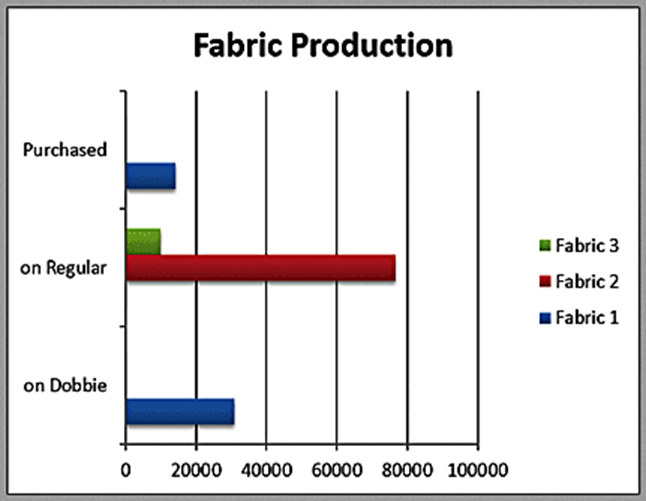 Fabric Production
Purchased
on Regular
on Dobbie
0 20000 40000 60000 80000 100000
Fabric 3
Fabric 2
Fabric 1